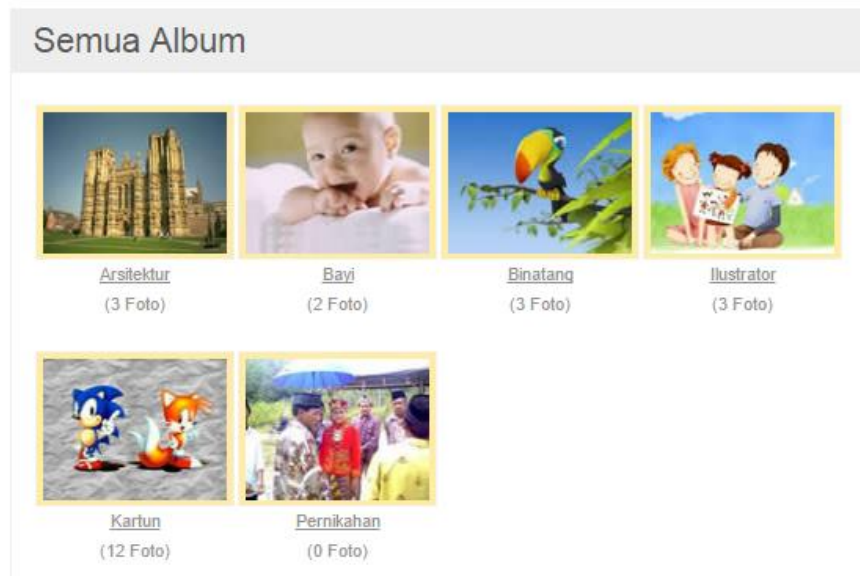 Semua Album
Arsitektur
(3 Foto)
Bayi
(2 Foto)
Binatang
(3 Foto)
Ilustrator
(3 Foto)
Kartun
(12 Foto)
Pernikahan
(0 Foto)